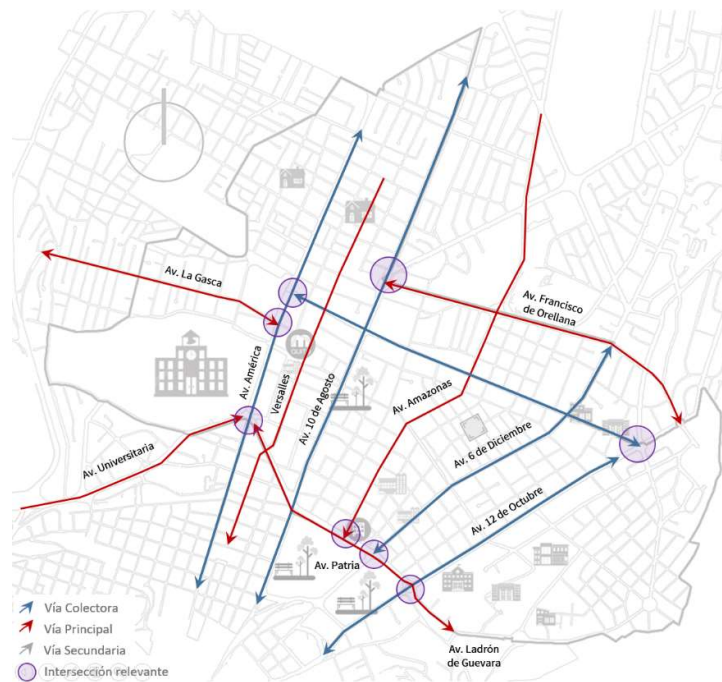 Av. La Gasca
Av. Francisco
de Orellana
Av. América
Versalles
Av. 10 de Agosto
Av. Amazonas
Av. Universitaria
Av. 6 de Diciembre
Av. 12 de Octubre
Av. Patria
Av. Ladrón
de Guevara
Vía Colectora
Vía Principal
Vía Secundaria
Intersección relevante